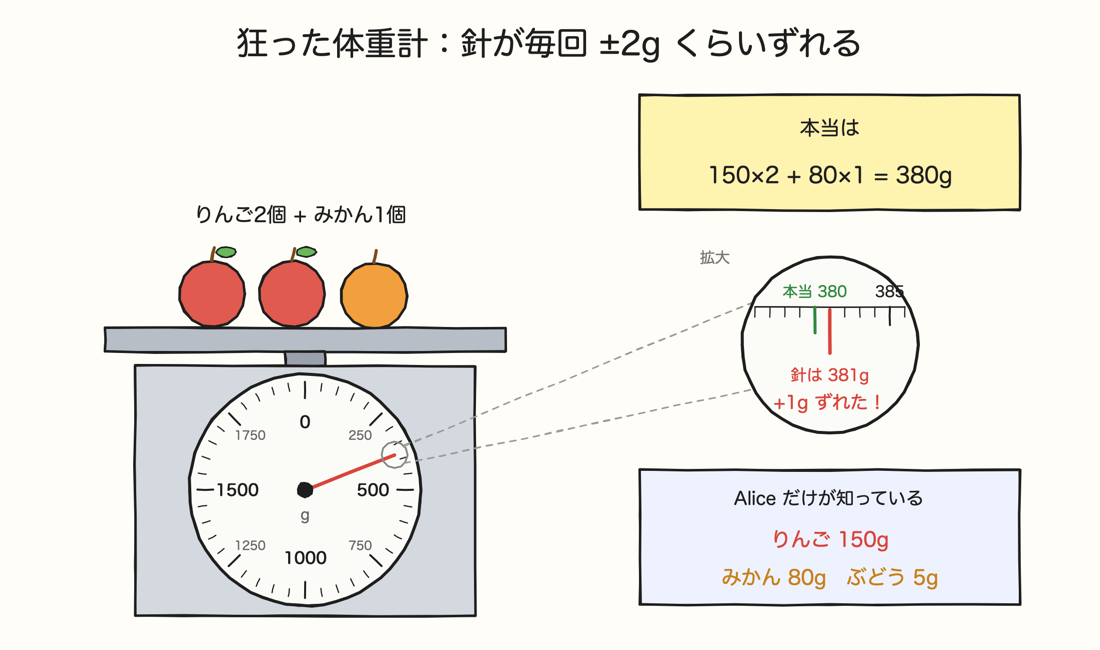 狂った体重計：針が毎回 ±2g くらいずれる
本当は
150×2 + 80×1 = 380g
りんご2個 + みかん1個
拡大
本当 380
385
針は 381g
+1g ずれた！
0
250
500
750
1000
1250
1500
1750
g
Alice だけが知っている
りんご 150g
みかん 80g ぶどう 5g